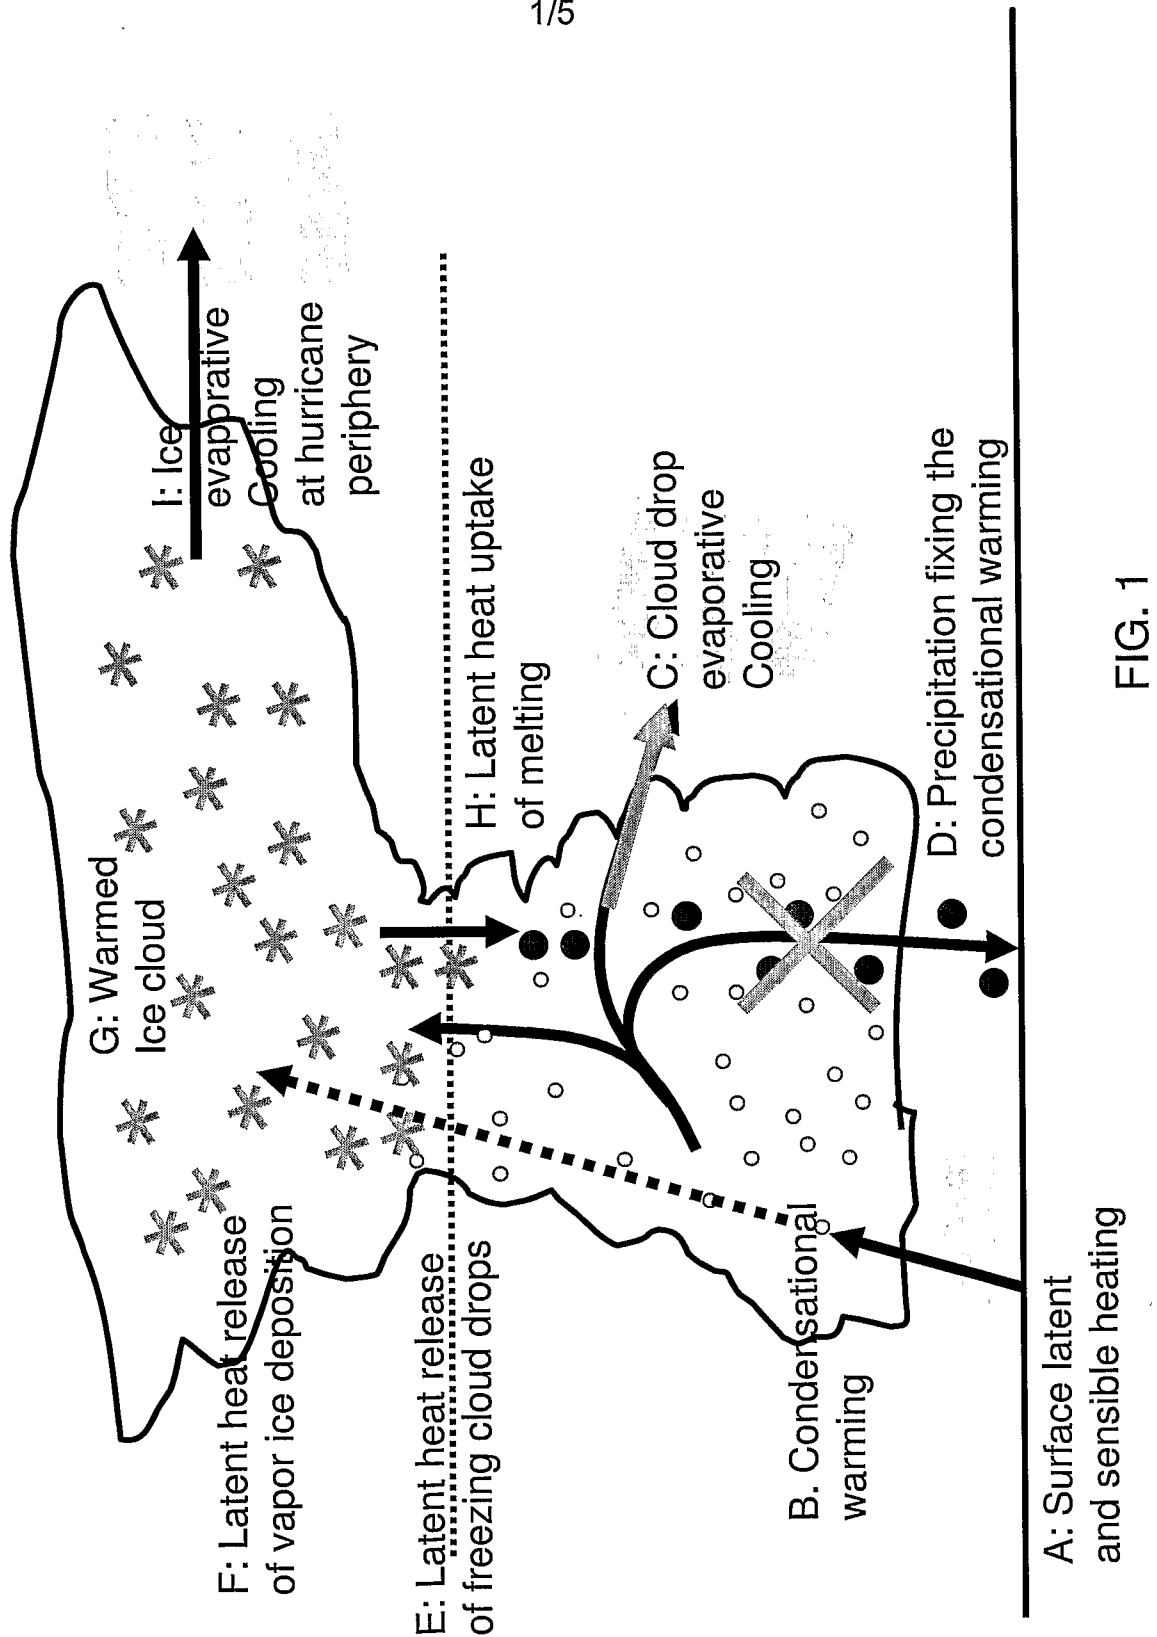 1/5
G: Warmed
Ice cloud
I: Ice
evaporative
Cooling
at hurricane
periphery
F: Latent heat release
of vapor ice deposition
E: Latent heat release
of freezing cloud drops
H: Latent heat uptake
of melting
C: Cloud drop
evaporative
Cooling
B. Condensational
warming
D: Precipitation fixing the
condensational warming
A: Surface latent
and sensible heating
FIG. 1